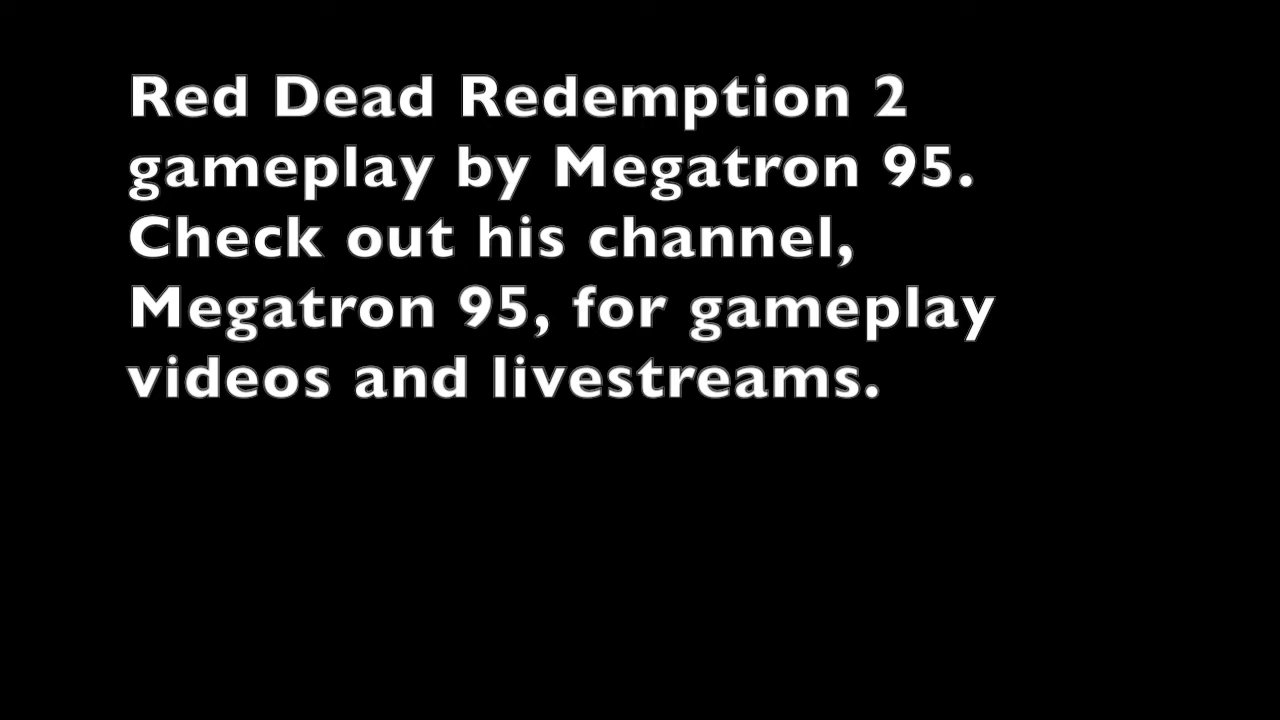 Red Dead Redemption 2
gameplay by Megatron 95.
Check out his channel,
Megatron 95, for gameplay
videos and livestreams.